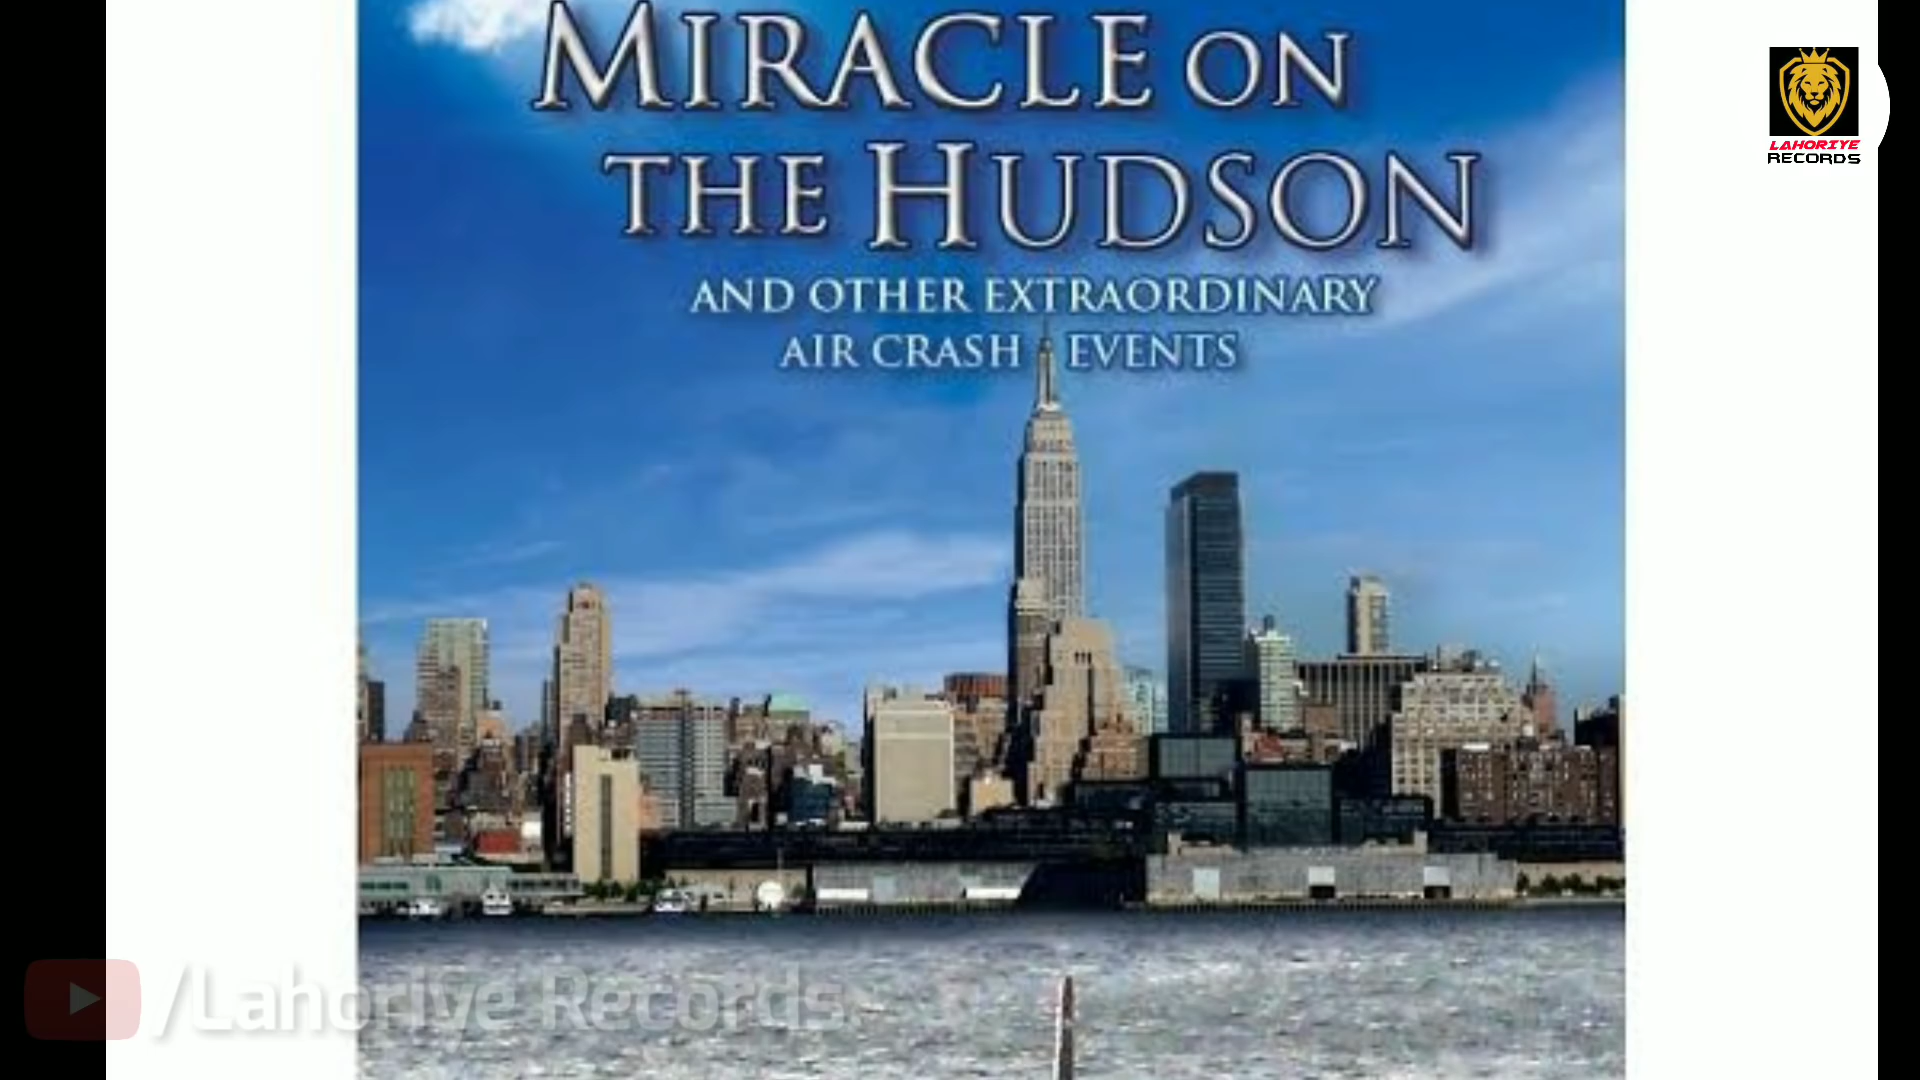 MIRACLE ON
THE HUDSON
AND OTHER EXTRAORDINARY
AIR CRASH EVENTS
LAHORIYE
RECORDS
/Lahoriye Records